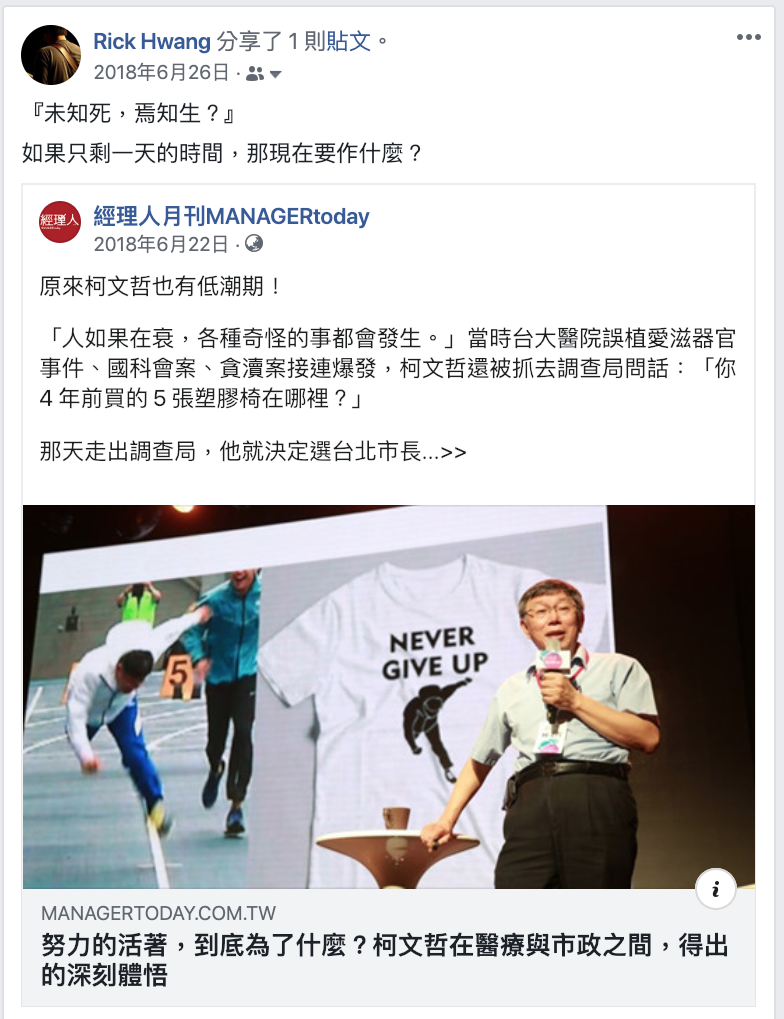 Rick Hwang 分享了 1 則貼文。
2018年6月26日 ·
『未知死，焉知生？』
如果只剩一天的時間，那現在要作什麼？
經理人
經理人月刊MANAGERtoday
2018年6月22日 ·
原來柯文哲也有低潮期！
「人如果在衰，各種奇怪的事都會發生。」當時台大醫院誤植愛滋器官
事件、國科會案、貪瀆案接連爆發，柯文哲還被抓去調查局問話：「你
4 年前買的 5 張塑膠椅在哪裡？」
那天走出調查局，他就決定選台北市長...>>
5
NEVER
GIVE UP
i
MANAGERTODAY.COM.TW
努力的活著，到底為了什麼？柯文哲在醫療與市政之間，得出
的深刻體悟